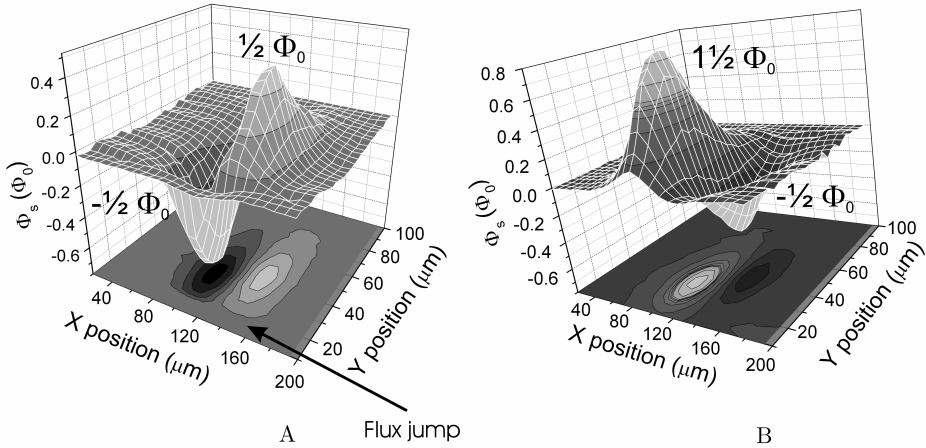 ½ Φ₀
0.4
0.2
0.0
-0.2
-0.4
-0.6
Φₛ (Φ₀)
-½ Φ₀
40
80
120
160
200
X position (µm)
20
40
60
80
100
Y position (µm)
Flux jump
A
1½ Φ₀
0.8
0.6
0.4
0.2
0.0
-0.2
-0.4
-0.6
Φₛ (Φ₀)
-½ Φ₀
40
80
120
160
200
X position (µm)
20
40
60
80
100
Y position (µm)
B